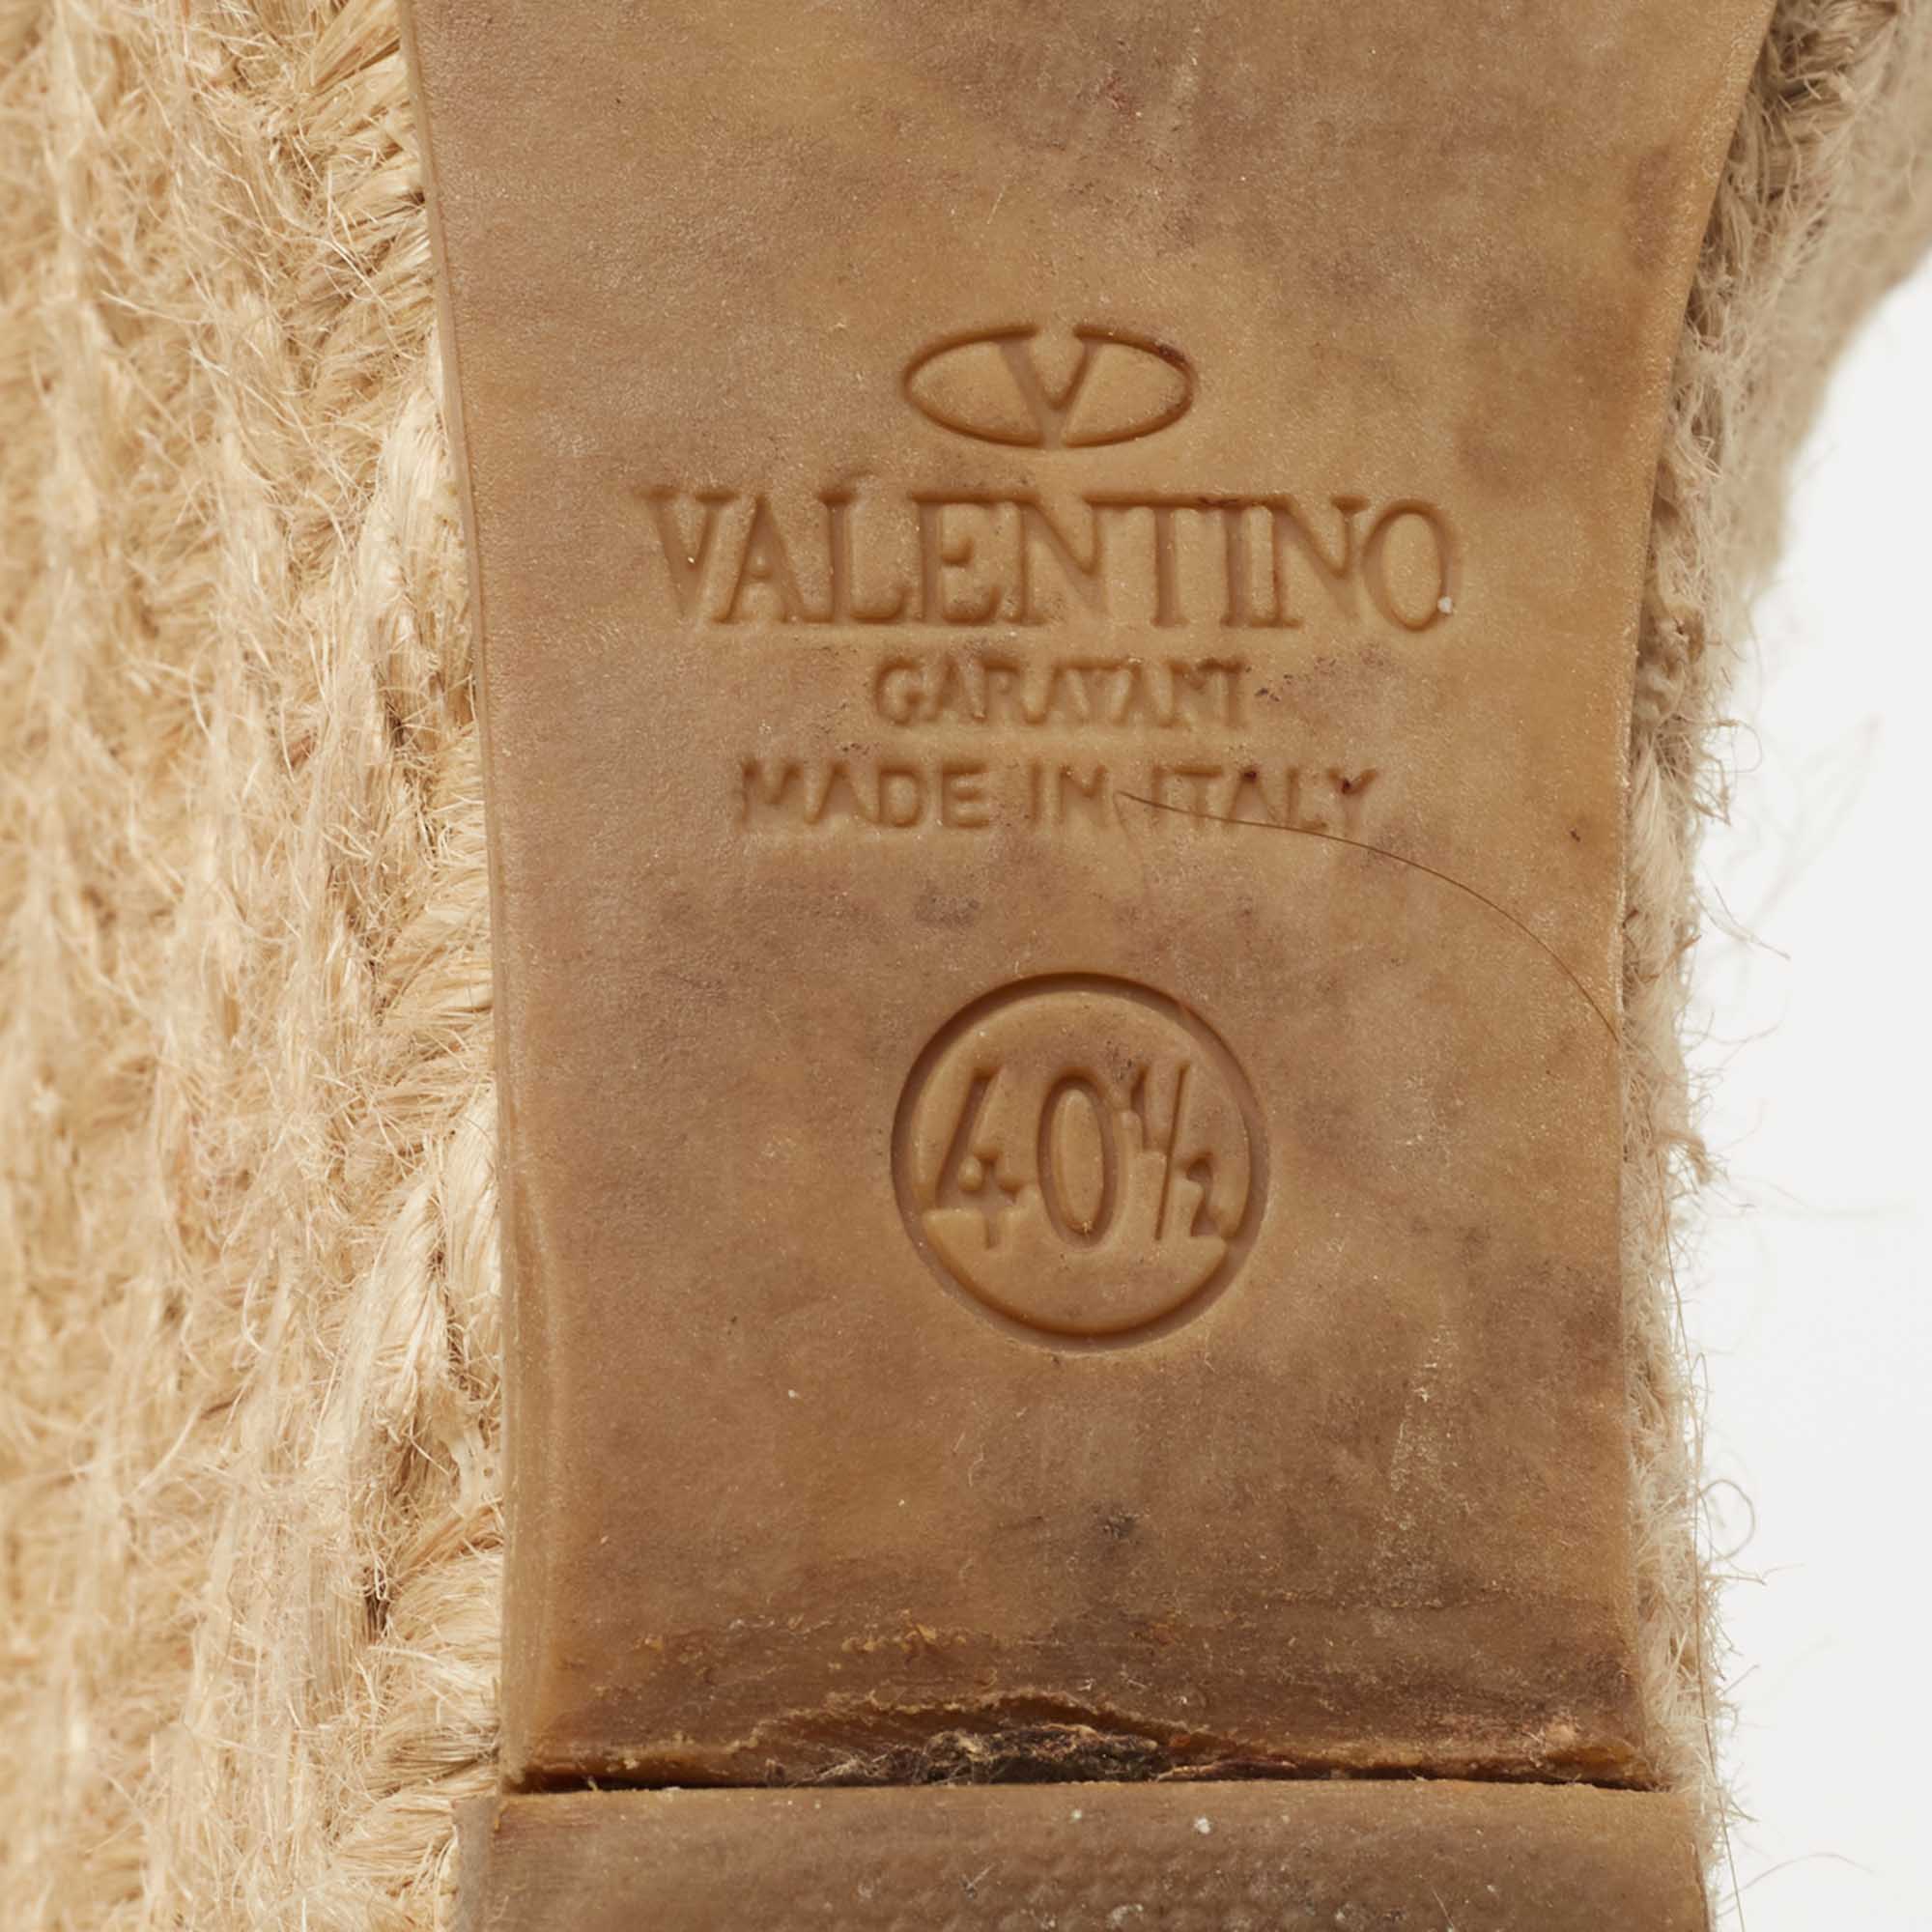 V
VALENTINO
GARAVANI
MADE IN ITALY
40½